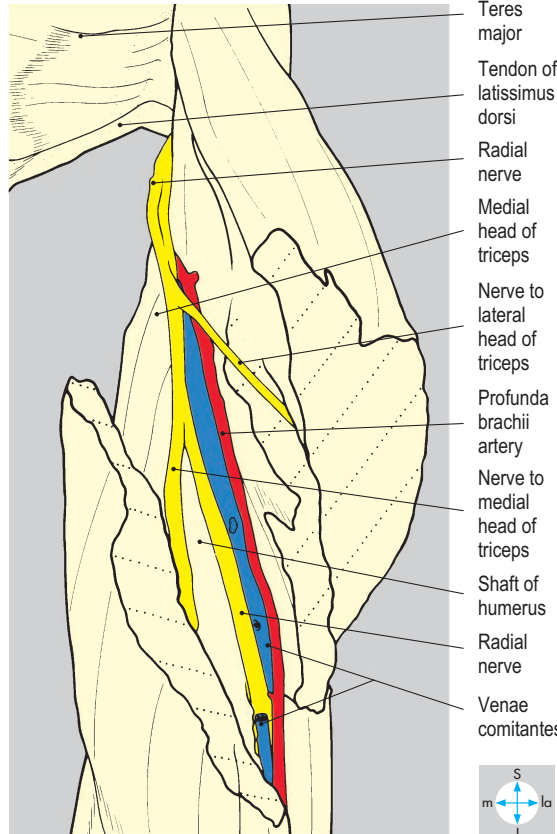 Teres
major
Tendon of
latissimus
dorsi
Radial
nerve
Medial
head of
triceps
Nerve to
lateral
head of
triceps
Profunda
brachii
artery
Nerve to
medial
head of
triceps
Shaft of
humerus
Radial
nerve
Venae
comitantes
S
m la
I